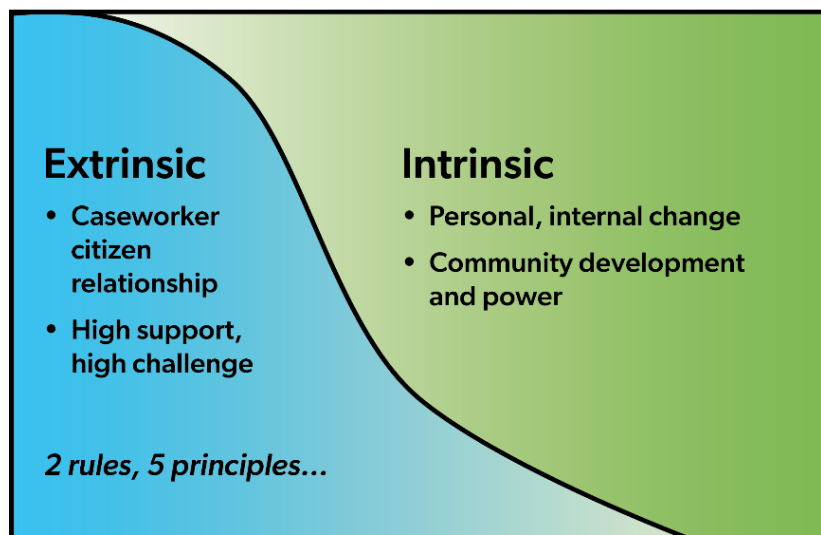 Extrinsic
• Caseworker
citizen
relationship
• High support,
high challenge
2 rules, 5 principles...
Intrinsic
• Personal, internal change
• Community development
and power